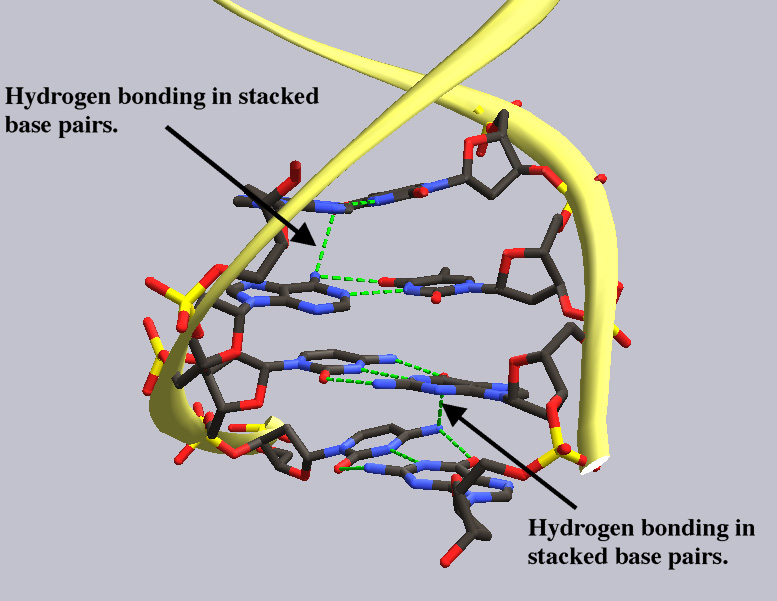 Hydrogen bonding in stacked
base pairs.
Hydrogen bonding in
stacked base pairs.